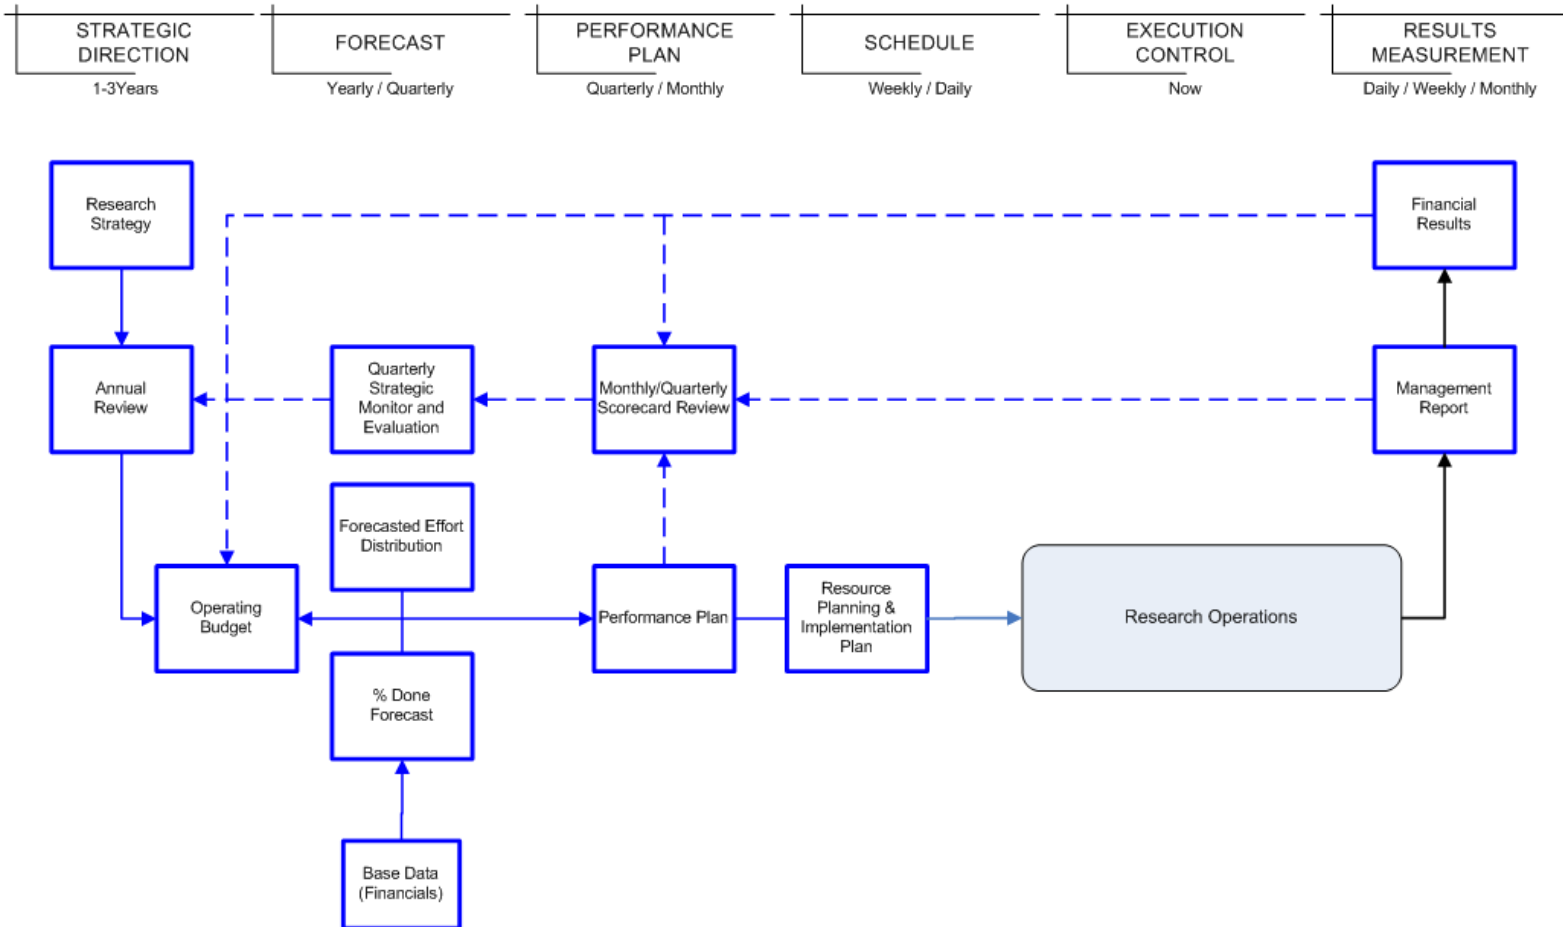 STRATEGIC
DIRECTION
1-3Years
FORECAST
Yearly / Quarterly
PERFORMANCE
PLAN
Quarterly / Monthly
SCHEDULE
Weekly / Daily
EXECUTION
CONTROL
Now
RESULTS
MEASUREMENT
Daily / Weekly / Monthly
Research
Strategy
Financial
Results
Annual
Review
Quarterly
Strategic
Monitor and
Evaluation
Monthly/Quarterly
Scorecard Review
Management
Report
Forecasted Effort
Distribution
Operating
Budget
Performance Plan
Resource
Planning &
Implementation
Plan
Research Operations
% Done
Forecast
Base Data
(Financials)